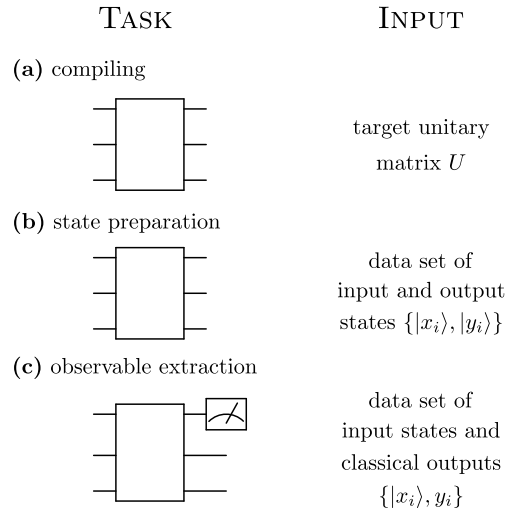 TASK
INPUT
(a) compiling
target unitary
matrix U
(b) state preparation
data set of
input and output
states {|x_i⟩, |y_i⟩}
(c) observable extraction
data set of
input states and
classical outputs
{|x_i⟩, y_i}